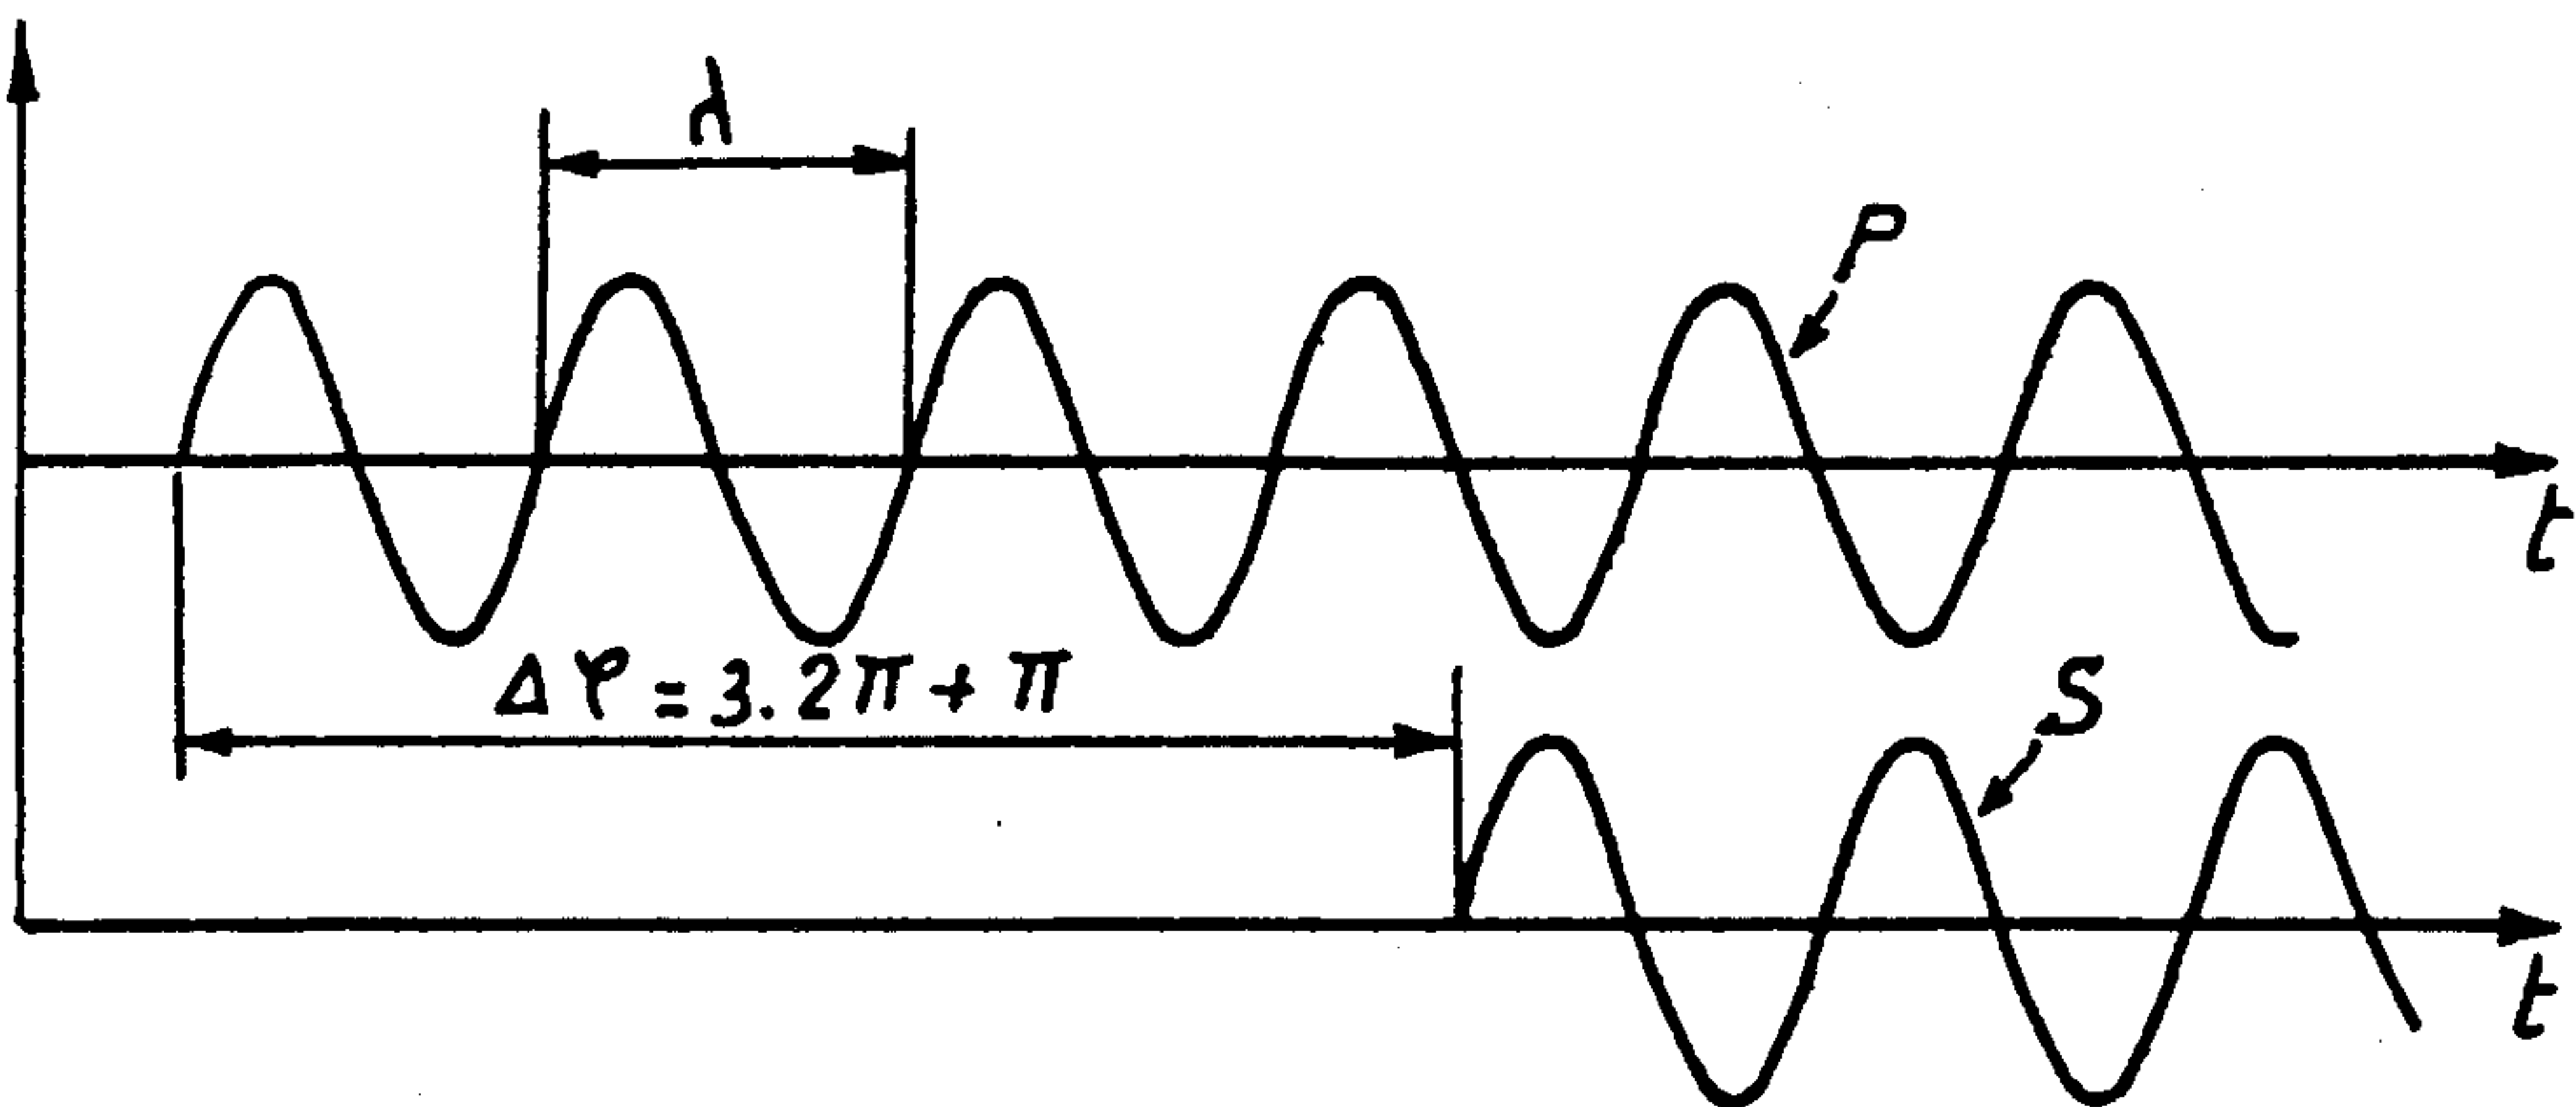 λ
P
t
Δφ = 3.2π + π
S
t